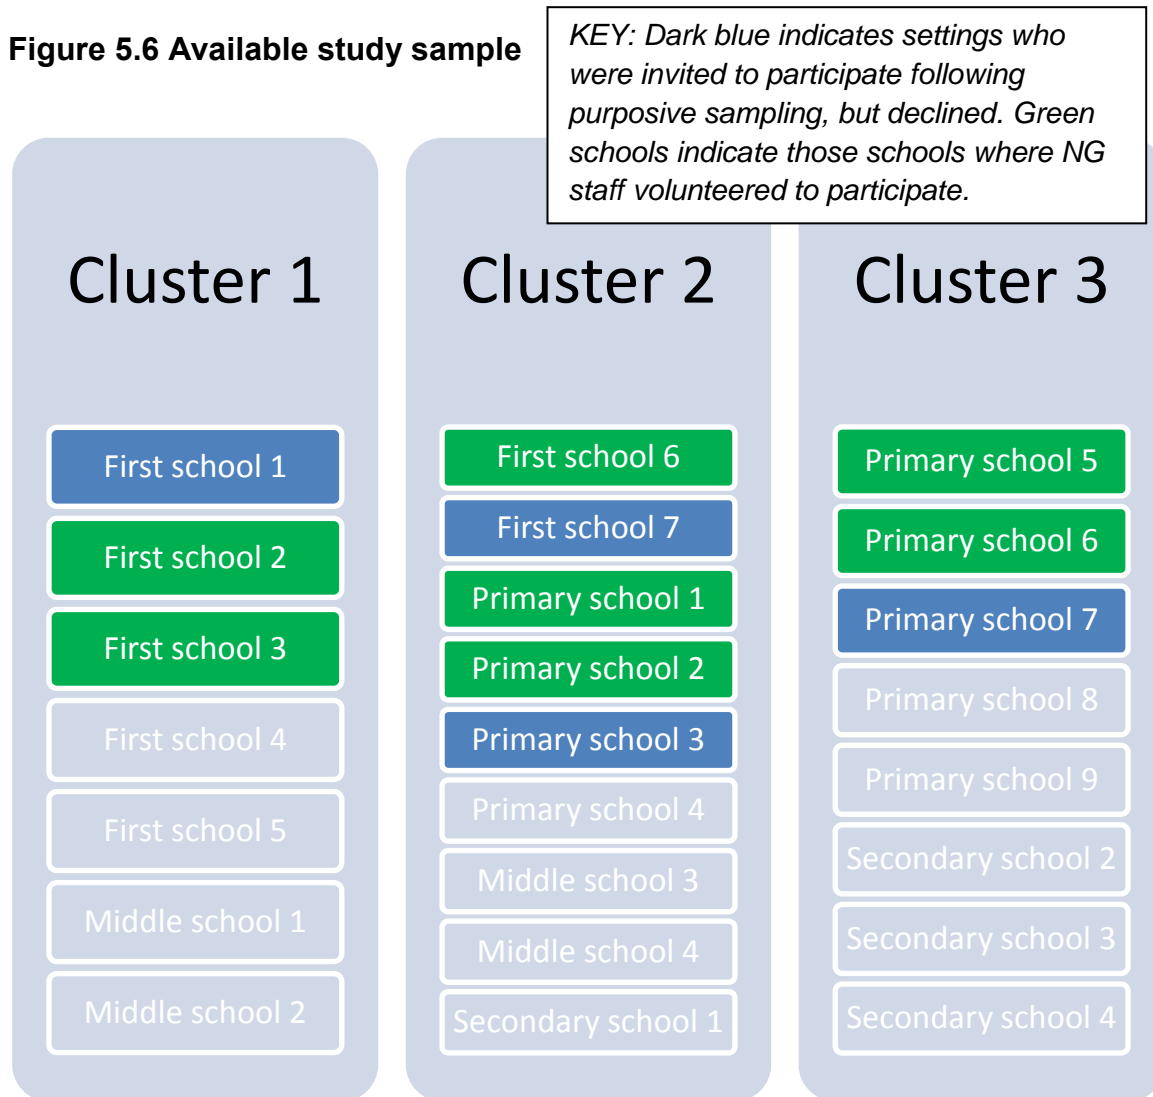 Figure 5.6 Available study sample
KEY: Dark blue indicates settings who
were invited to participate following
purposive sampling, but declined. Green
schools indicate those schools where NG
staff volunteered to participate.
Cluster 1
First school 1
First school 2
First school 3
First school 4
First school 5
Middle school 1
Middle school 2
Cluster 2
First school 6
First school 7
Primary school 1
Primary school 2
Primary school 3
Primary school 4
Middle school 3
Middle school 4
Secondary school 1
Cluster 3
Primary school 5
Primary school 6
Primary school 7
Primary school 8
Primary school 9
Secondary school 2
Secondary school 3
Secondary school 4